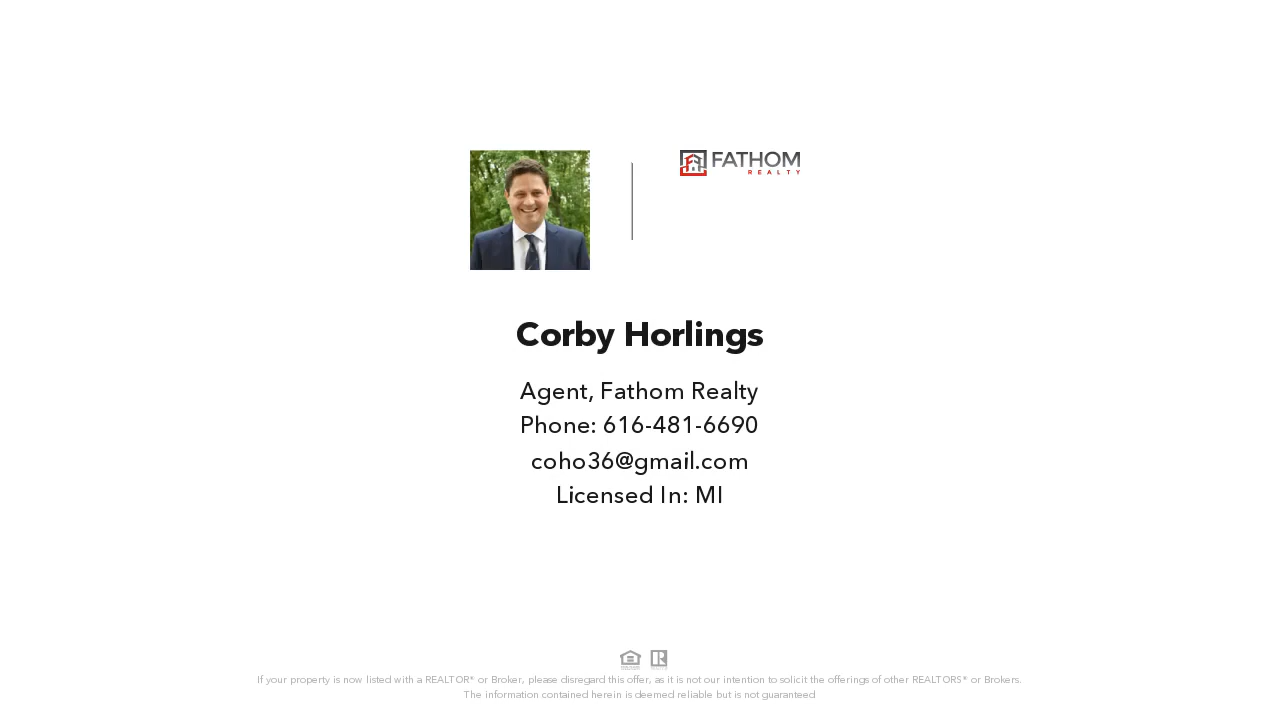 FATHOM
REALTY
Corby Horlings
Agent, Fathom Realty
Phone: 616-481-6690
coho36@gmail.com
Licensed In: MI
If your property is now listed with a REALTOR® or Broker, please disregard this offer, as it is not our intention to solicit the offerings of other REALTORS® or Brokers.
The information contained herein is deemed reliable but is not guaranteed